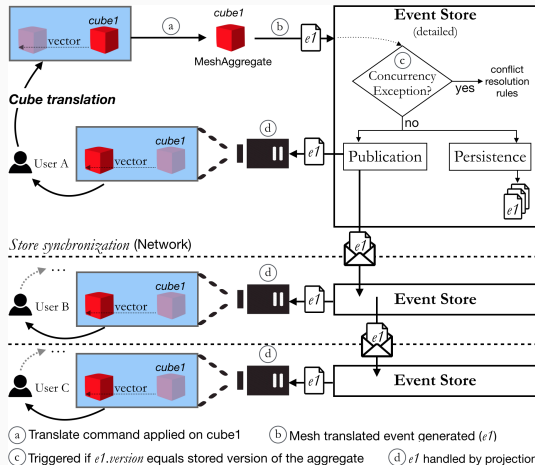 cube1
vector
a
cube1
MeshAggregate
b
e1
Event Store
(detailed)
c
Concurrency
Exception?
yes
conflict
resolution
rules
no
Cube translation
User A
cube1
vector
d
e1
Publication
Persistence
e1
Store synchronization (Network)
...
User B
cube1
vector
d
e1
e1
Event Store
...
User C
cube1
vector
d
e1
e1
Event Store
a Translate command applied on cube1
b Mesh translated event generated (e1)
c Triggered if e1.version equals stored version of the aggregate
d e1 handled by projection